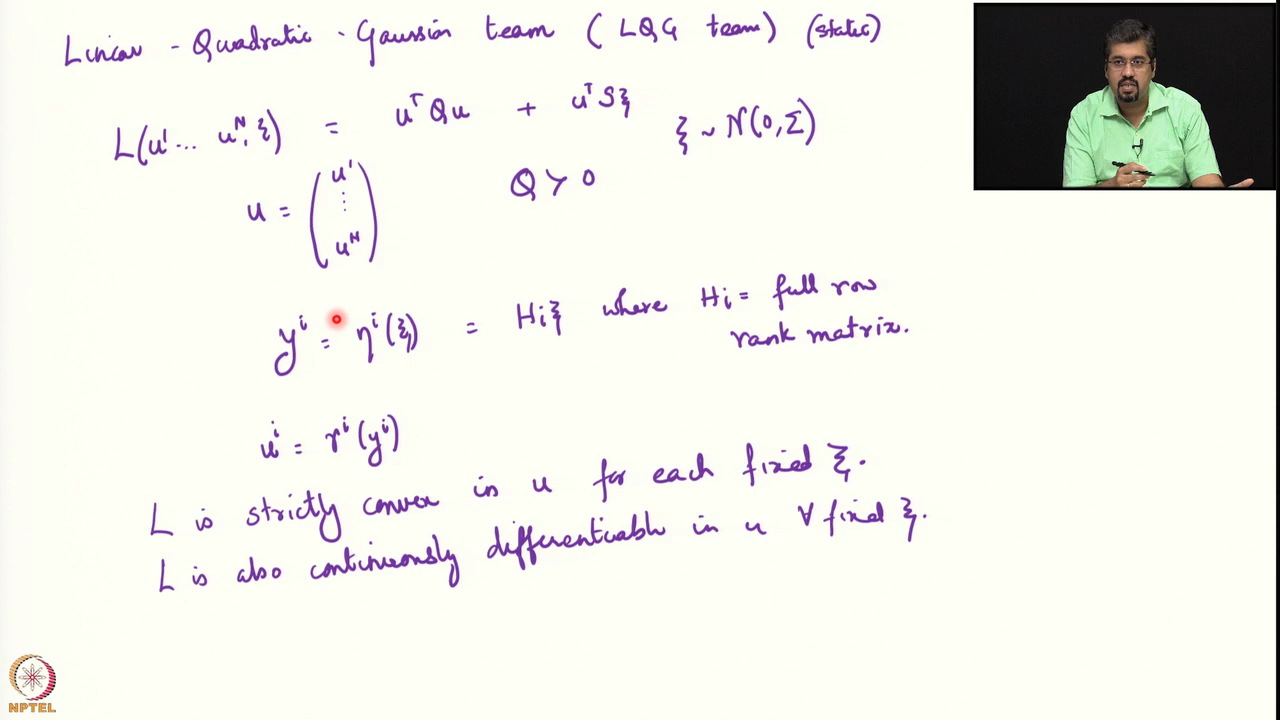 Linear - Quadratic - Gaussian team ( LQG team) (static)
L(u¹ ... uᴺ, ξ) = uᵀQu + uᵀSξ ξ ~ N(0, Σ)
u = (u¹ ⋮ uᴺ) Q ≻ 0
yⁱ = ηⁱ(ξ) = Hᵢξ where Hᵢ = full row
rank matrix.
uⁱ = γⁱ(yⁱ)
L is strictly convex in u for each fixed ξ.
L is also continuously differentiable in u ∀ fixed ξ.
NPTEL